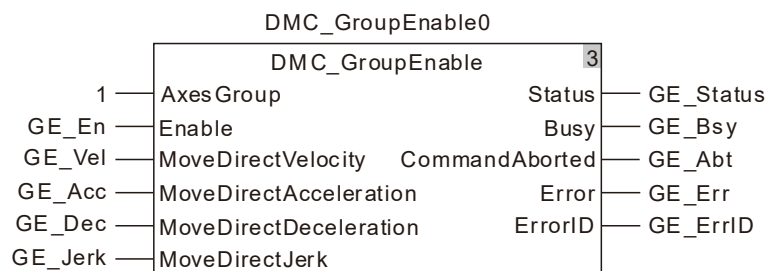 DMC_GroupEnable0
DMC_GroupEnable 3
1 AxesGroup Status GE_Status
GE_En Enable Busy GE_Bsy
GE_Vel MoveDirectVelocity CommandAborted GE_Abt
GE_Acc MoveDirectAcceleration Error GE_Err
GE_Dec MoveDirectDeceleration ErrorID GE_ErrID
GE_Jerk MoveDirectJerk